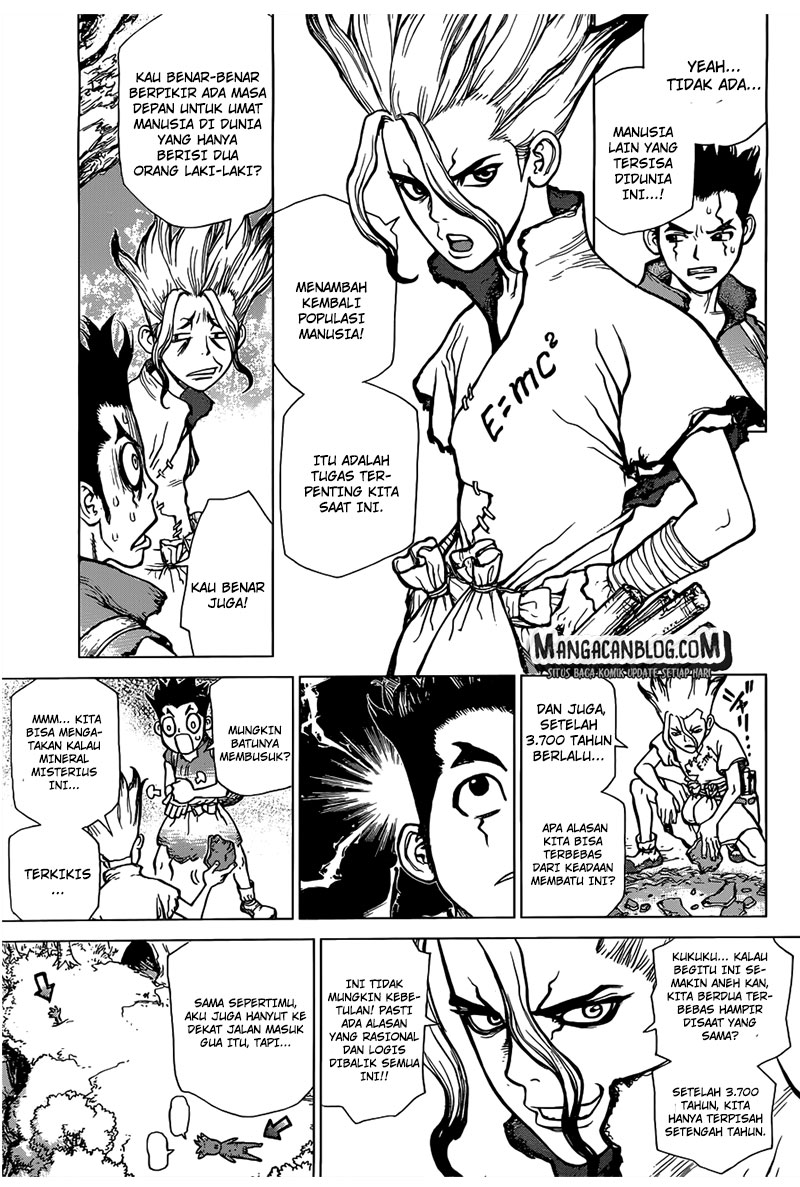 YEAH...
TIDAK ADA...
MANUSIA
LAIN YANG
TERSISA
DIDUNIA
INI...!
MENAMBAH
KEMBALI
POPULASI
MANUSIA!
ITU ADALAH
TUGAS TER-
PENTING KITA
SAAT INI.
E=mc²
KAU BENAR-BENAR
BERPIKIR ADA MASA
DEPAN UNTUK UMAT
MANUSIA DI DUNIA
YANG HANYA
BERISI DUA
ORANG LAKI-LAKI?
KAU BENAR
JUGA!
MANGACANBLOG.COM
SITUS BACA KOMIK UPDATE SETIAP HARI
DAN JUGA,
SETELAH
3.700 TAHUN
BERLALU...
APA ALASAN
KITA BISA
TERBEBAS
DARI KEADAAN
MEMBATU INI?
MUNGKIN
BATUNYA
MEMBUSUK?
MMM... KITA
BISA MENGA-
TAKAN KALAU
MINERAL
MISTERIUS
INI...
TERKIKIS
...
KUKUKU... KALAU
BEGITU INI SE-
MAKIN ANEH KAN,
KITA BERDUA TER-
BEBAS HAMPIR
DISAAT YANG
SAMA?
SETELAH 3.700
TAHUN, KITA
HANYA TERPISAH
SETENGAH TAHUN.
INI TIDAK
MUNGKIN KEBE-
TULAN! PASTI
ADA ALASAN
YANG RASIONAL
DAN LOGIS
DIBALIK SEMUA
INI!!
SAMA SEPERTIMU,
AKU JUGA HANYUT KE
DEKAT JALAN MASUK
GUA ITU, TAPI...